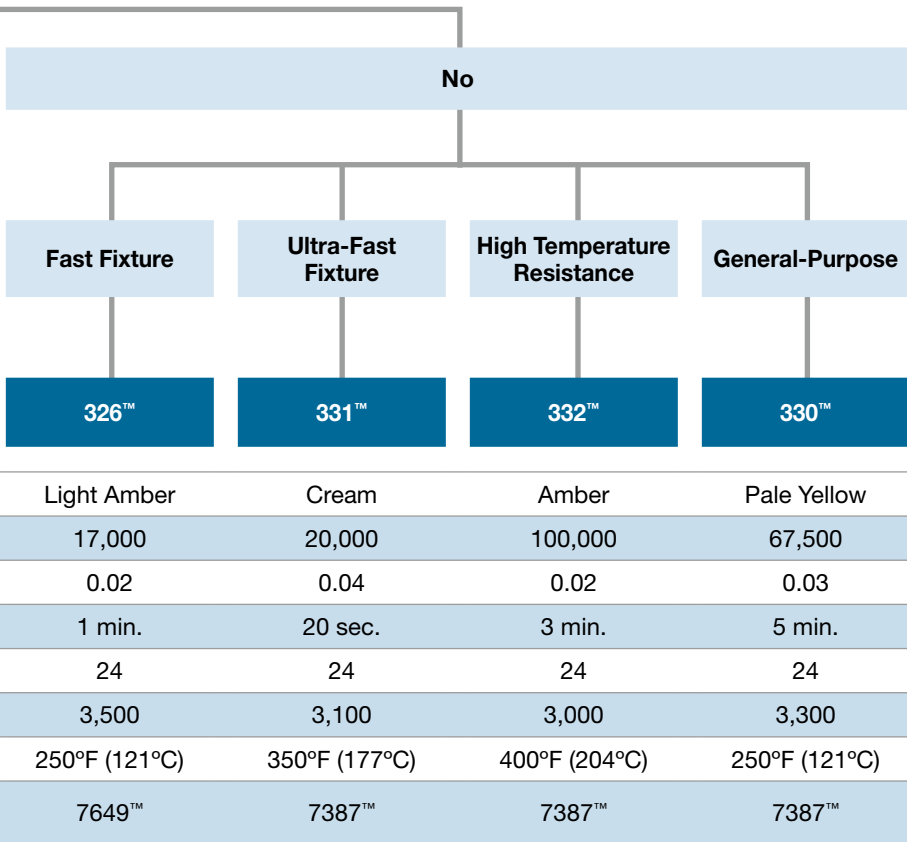 No
Fast Fixture
Ultra-Fast
Fixture
High Temperature
Resistance
General-Purpose
326™ 331™ 332™ 330™
Light Amber Cream Amber Pale Yellow
17,000 20,000 100,000 67,500
0.02 0.04 0.02 0.03
1 min. 20 sec. 3 min. 5 min.
24 24 24 24
3,500 3,100 3,000 3,300
250ºF (121ºC) 350ºF (177ºC) 400ºF (204ºC) 250ºF (121ºC)
7649™ 7387™ 7387™ 7387™